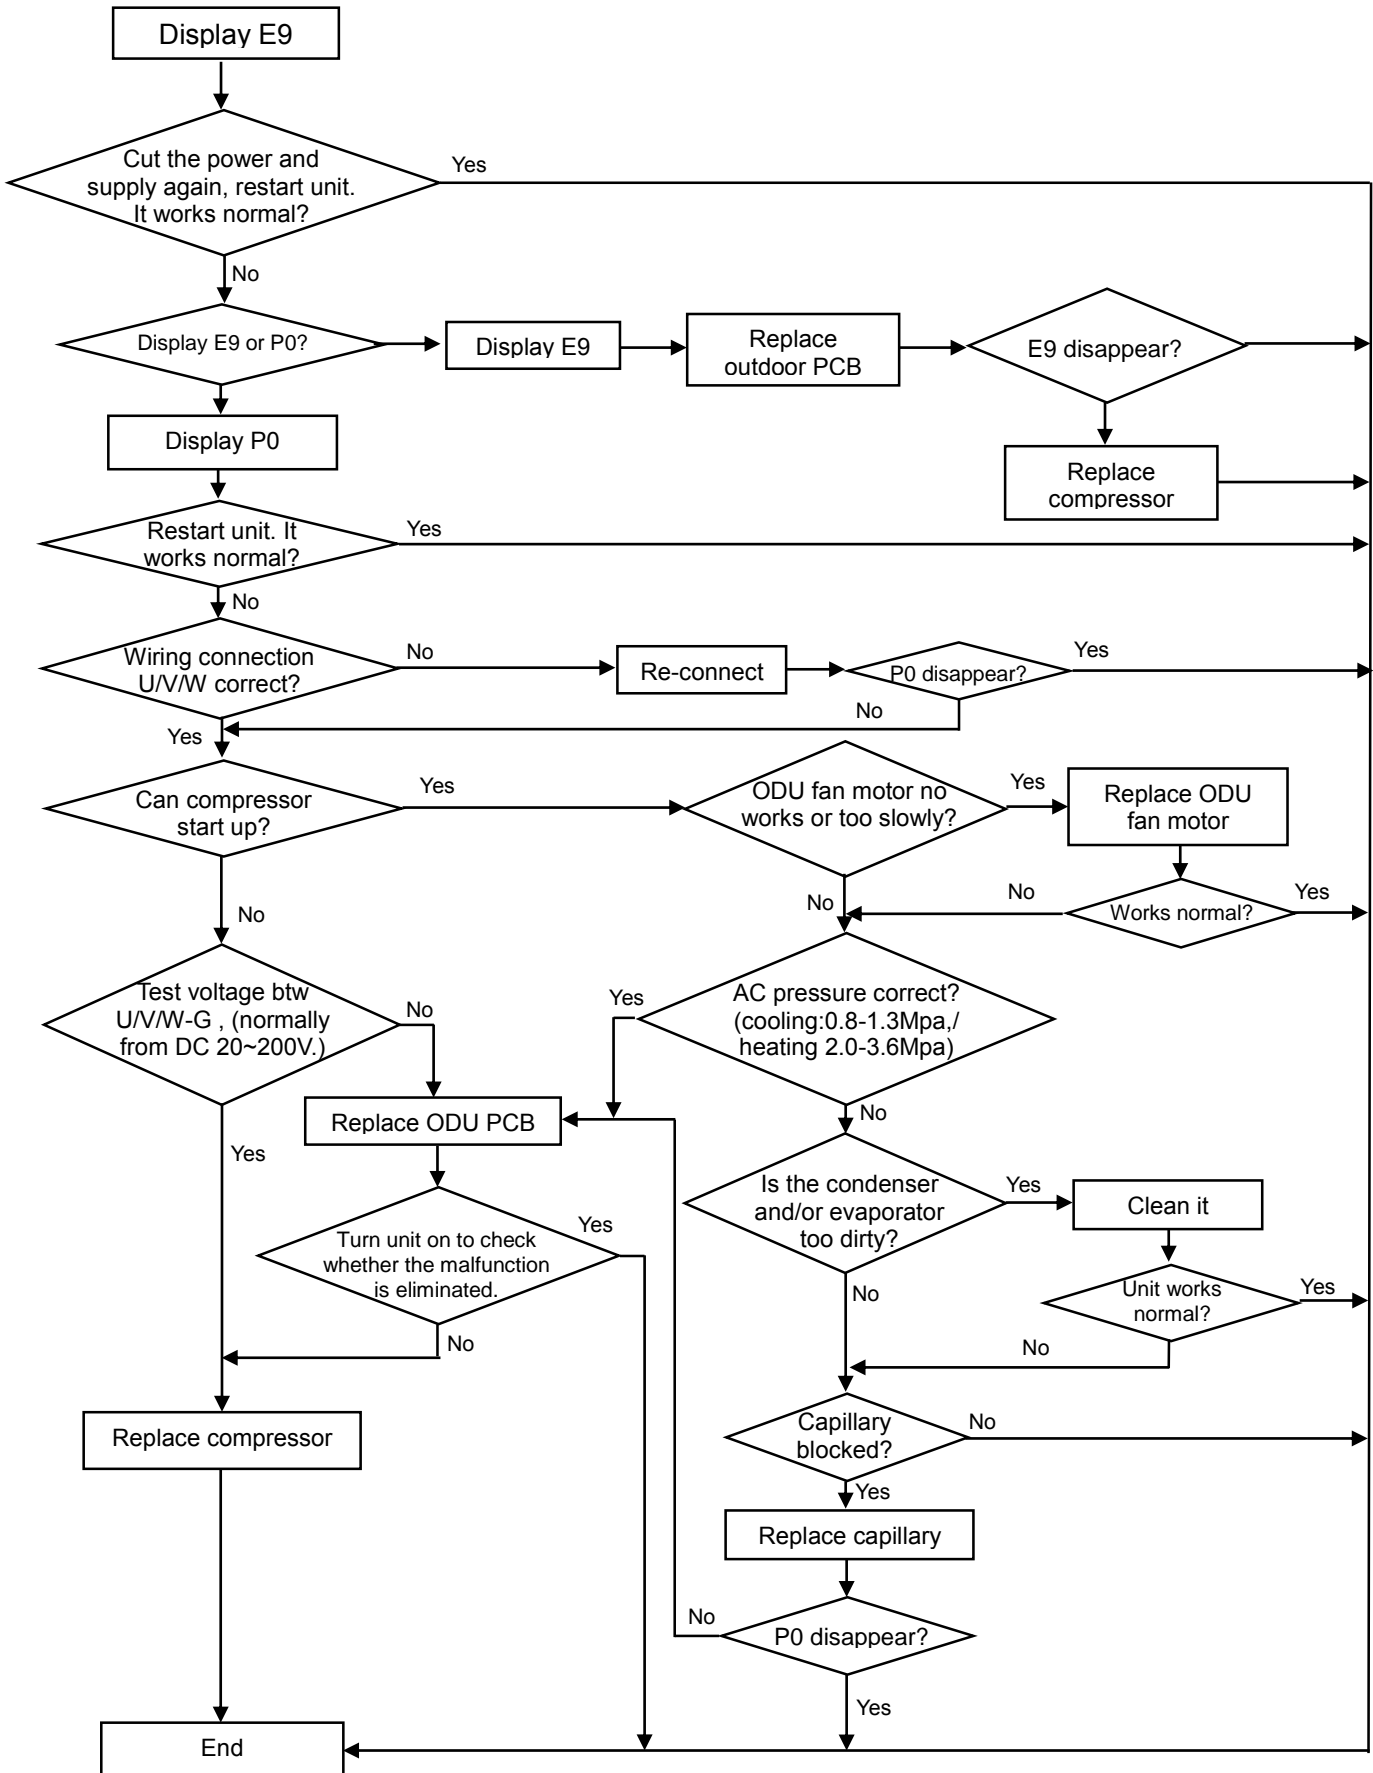 Display E9
Cut the power and
supply again, restart unit.
It works normal?
Yes
No
Display E9 or P0?
Display E9
Replace
outdoor PCB
E9 disappear?
Replace
compressor
Display P0
Restart unit. It
works normal?
Yes
No
Wiring connection
U/V/W correct?
No
Re-connect
P0 disappear?
Yes
No
Yes
Can compressor
start up?
Yes
ODU fan motor no
works or too slowly?
Yes
Replace ODU
fan motor
No
No
Works normal?
Yes
No
Test voltage btw
U/V/W-G , (normally
from DC 20~200V.)
No
Yes
AC pressure correct?
(cooling:0.8-1.3Mpa,/
heating 2.0-3.6Mpa)
Replace ODU PCB
No
Yes
Is the condenser
and/or evaporator
too dirty?
Yes
Clean it
Turn unit on to check
whether the malfunction
is eliminated.
Yes
No
Unit works
normal?
Yes
No
No
Capillary
blocked?
No
Replace compressor
Yes
Replace capillary
No
P0 disappear?
Yes
End